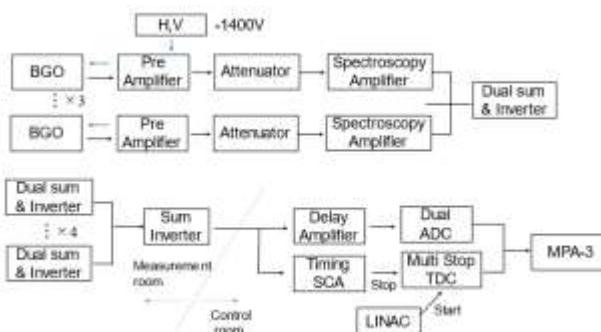 H,V -1400V
BGO
Pre
Amplifier
Attenuator
Spectroscopy
Amplifier
×3
Dual sum
& Inverter
BGO
Pre
Amplifier
Attenuator
Spectroscopy
Amplifier
Dual sum
& Inverter
×4
Dual sum
& Inverter
Sum
Inverter
Delay
Amplifier
Dual
ADC
MPA-3
Timing
SCA
Stop
Multi Stop
TDC
Measurement
room
Control
room
LINAC
Start